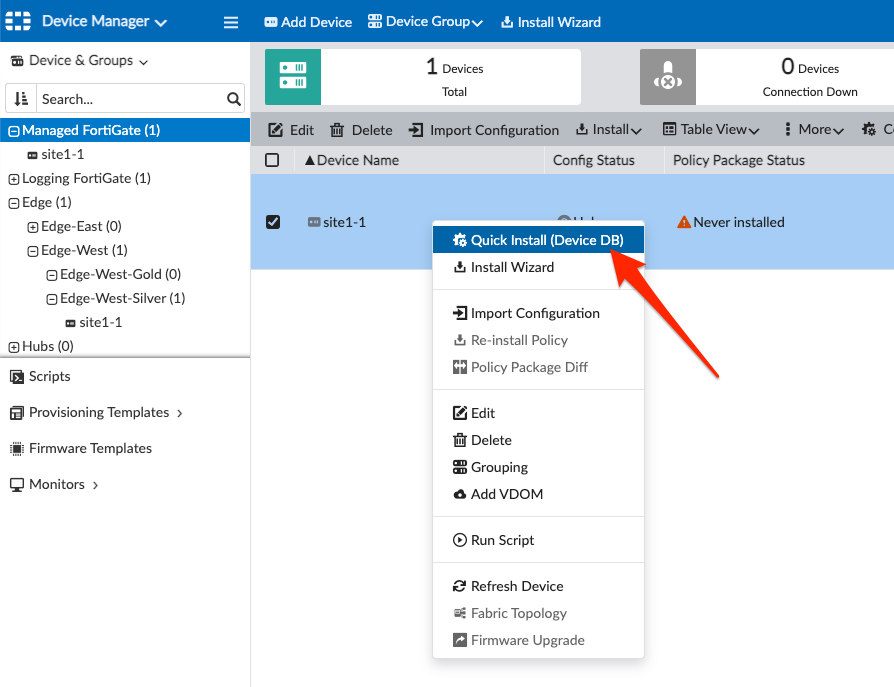 Device Manager
Add Device
Device Group
Install Wizard
Device & Groups
Search...
Managed FortiGate (1)
site1-1
Logging FortiGate (1)
Edge (1)
Edge-East (0)
Edge-West (1)
Edge-West-Gold (0)
Edge-West-Silver (1)
site1-1
Hubs (0)
Scripts
Provisioning Templates
Firmware Templates
Monitors
1 Devices
Total
0 Devices
Connection Down
Edit
Delete
Import Configuration
Install
Table View
More
Device Name
Config Status
Policy Package Status
site1-1
Never installed
Quick Install (Device DB)
Install Wizard
Import Configuration
Re-install Policy
Policy Package Diff
Edit
Delete
Grouping
Add VDOM
Run Script
Refresh Device
Fabric Topology
Firmware Upgrade